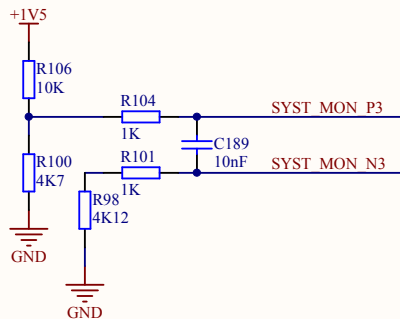 +1V5
R106
10K
R104
1K
SYST_MON_P3
C189
10nF
R100
4K7
R101
1K
SYST_MON_N3
R98
4K12
GND
GND